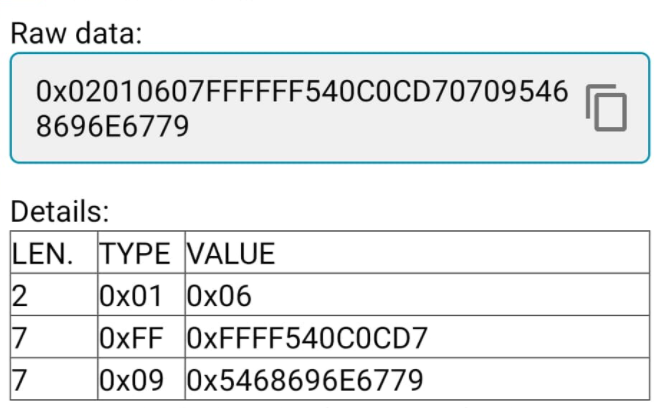 Raw data:
0x02010607FFFFFF540C0CD70709546
8696E6779
Details:
LEN. TYPE VALUE
2 0x01 0x06
7 0xFF 0xFFFF540C0CD7
7 0x09 0x5468696E6779